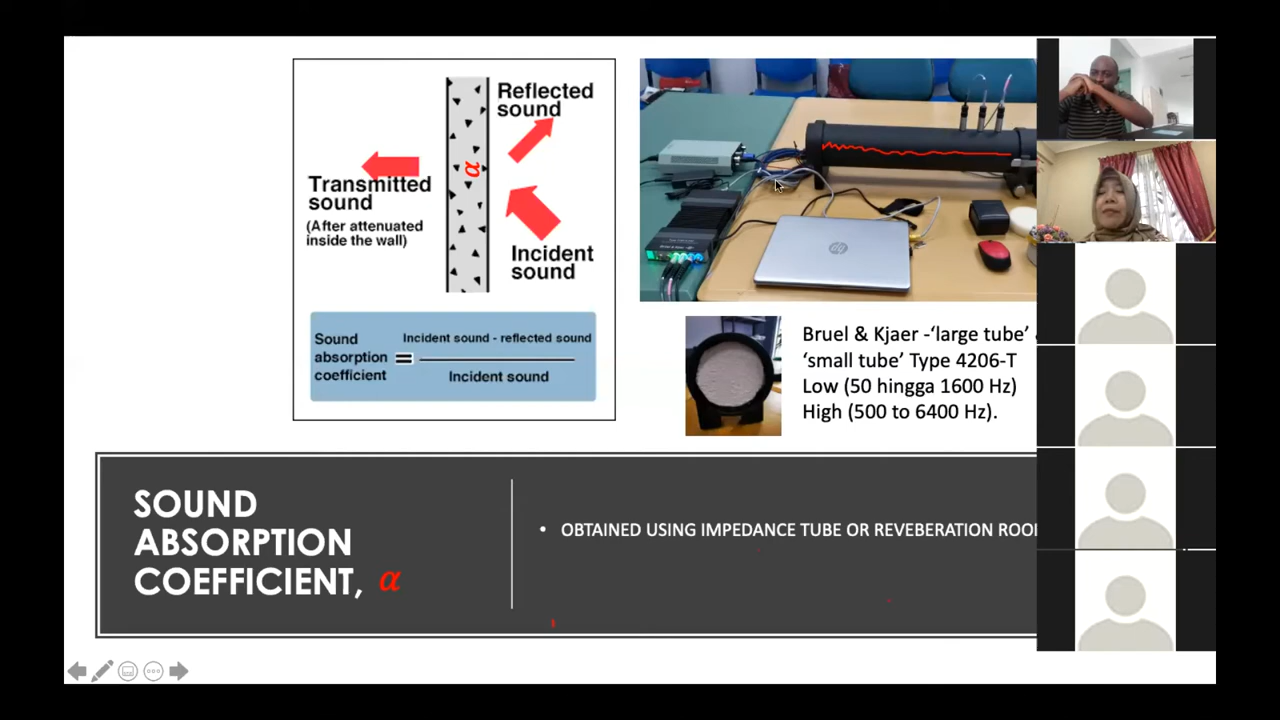 Reflected
sound
α
Transmitted
sound
(After attenuated
inside the wall)
Incident
sound
Sound
absorption
coefficient
=
Incident sound - reflected sound
Incident sound
hp
Bruel & Kjaer -‘large tube’
‘small tube’ Type 4206-T
Low (50 hingga 1600 Hz)
High (500 to 6400 Hz).
SOUND
ABSORPTION
COEFFICIENT, α
• OBTAINED USING IMPEDANCE TUBE OR REVEBERATION ROO